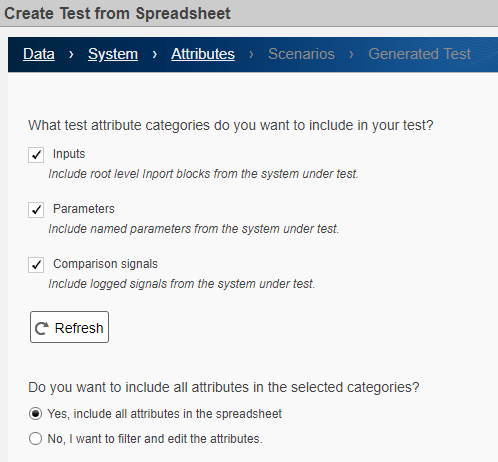 Create Test from Spreadsheet
Data › System › Attributes › Scenarios › Generated Test
What test attribute categories do you want to include in your test?
Inputs
Include root level Inport blocks from the system under test.
Parameters
Include named parameters from the system under test.
Comparison signals
Include logged signals from the system under test.
Refresh
Do you want to include all attributes in the selected categories?
Yes, include all attributes in the spreadsheet
No, I want to filter and edit the attributes.